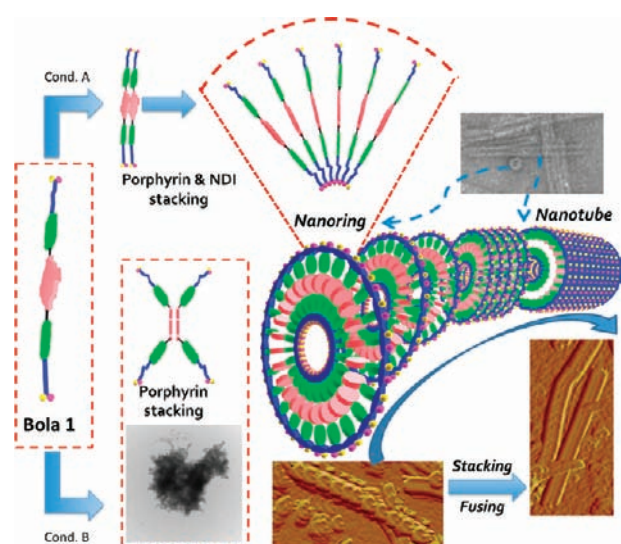 Cond. A
Porphyrin & NDI
stacking
Nanoring
Nanotube
Bola 1
Porphyrin
stacking
Stacking
Fusing
Cond. B